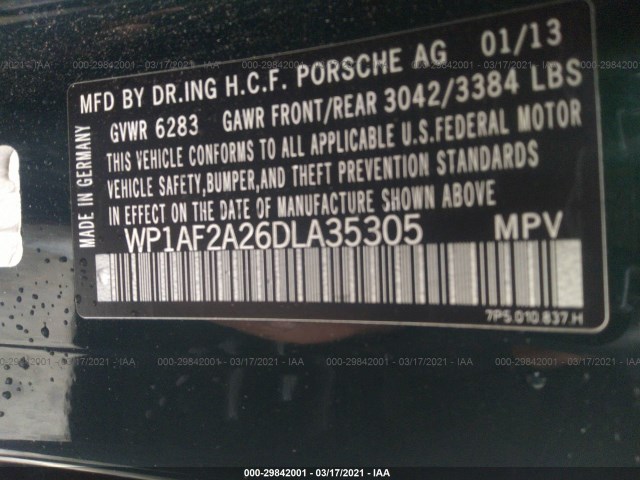 MFD BY DR.ING H.C.F. PORSCHE AG 01/13
GVWR 6283 GAWR FRONT/REAR 3042/3384 LBS
THIS VEHICLE CONFORMS TO ALL APPLICABLE U.S.FEDERAL MOTOR
VEHICLE SAFETY,BUMPER,AND THEFT PREVENTION STANDARDS
IN EFFECT ON THE DATE OF MANUFACTURE SHOWN ABOVE
MADE IN GERMANY
WP1AF2A26DLA35305 MPV
7P5.010.837.H
000-29842001 - 03/17/2021 - IAA